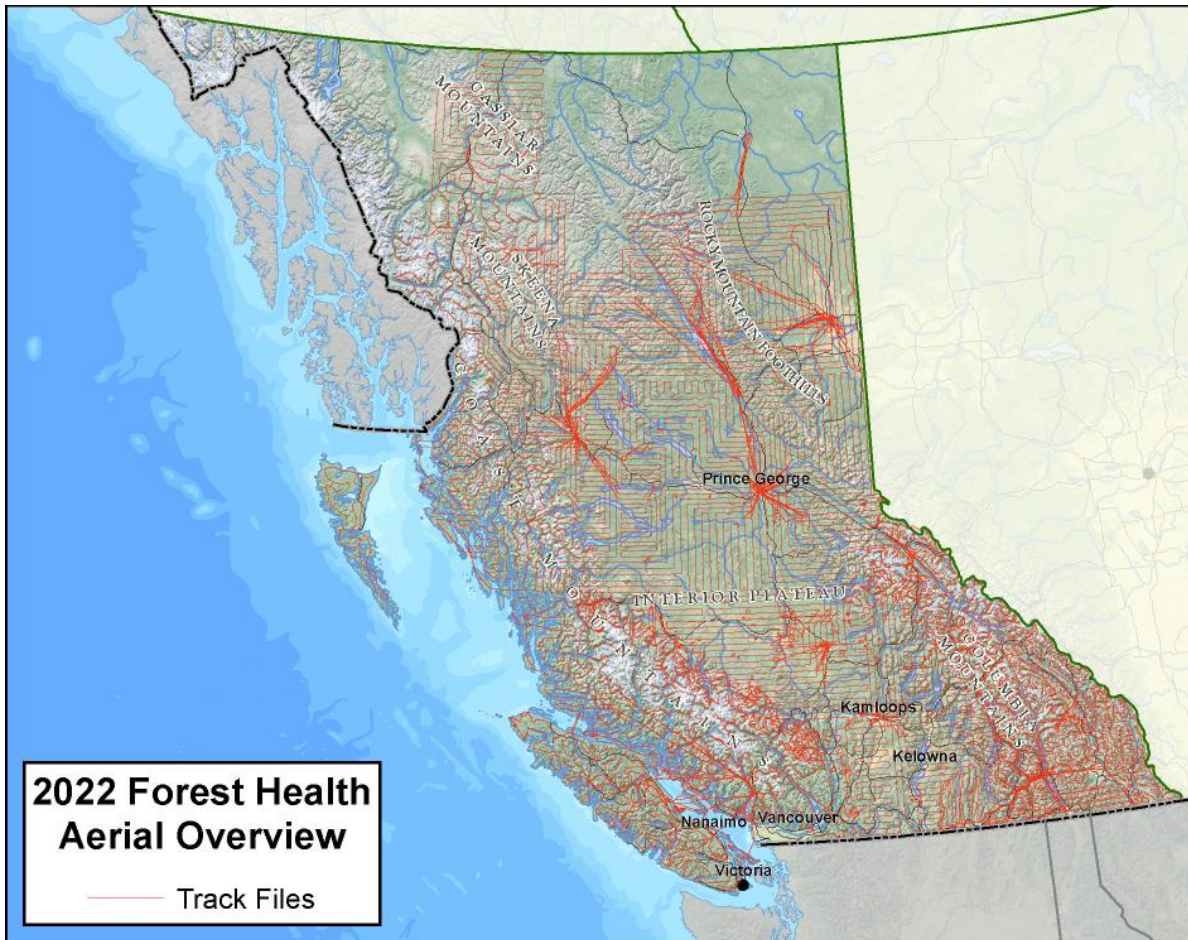 CASSIAR
MOUNTAINS
SKEENA
MOUNTAINS
ROCKY MOUNTAIN FOOTHILLS
COAST MOUNTAINS
Prince George
INTERIOR PLATEAU
COLUMBIA
MOUNTAINS
Kamloops
Kelowna
Nanaimo
Vancouver
Victoria
2022 Forest Health
Aerial Overview
Track Files